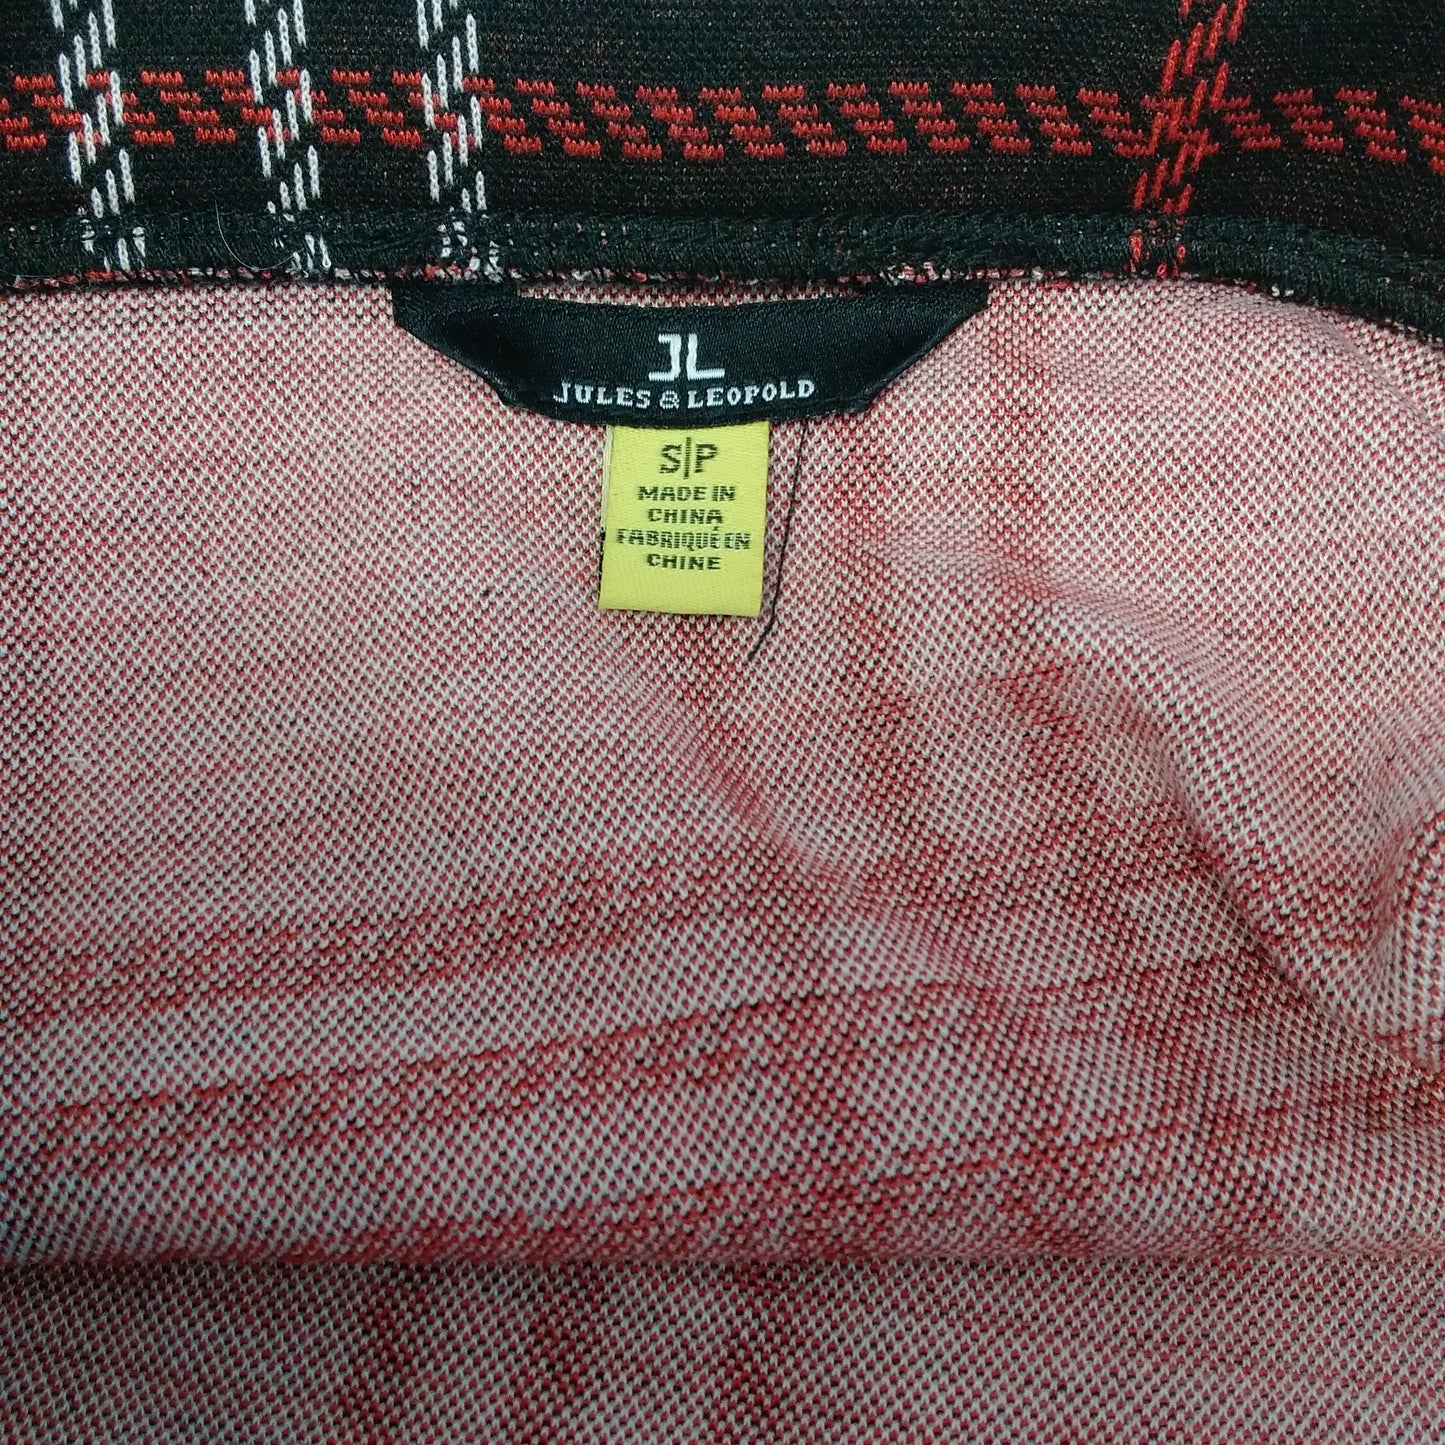 JL
JULES & LEOPOLD
S|P
MADE IN
CHINA
FABRIQUÉ EN
CHINE